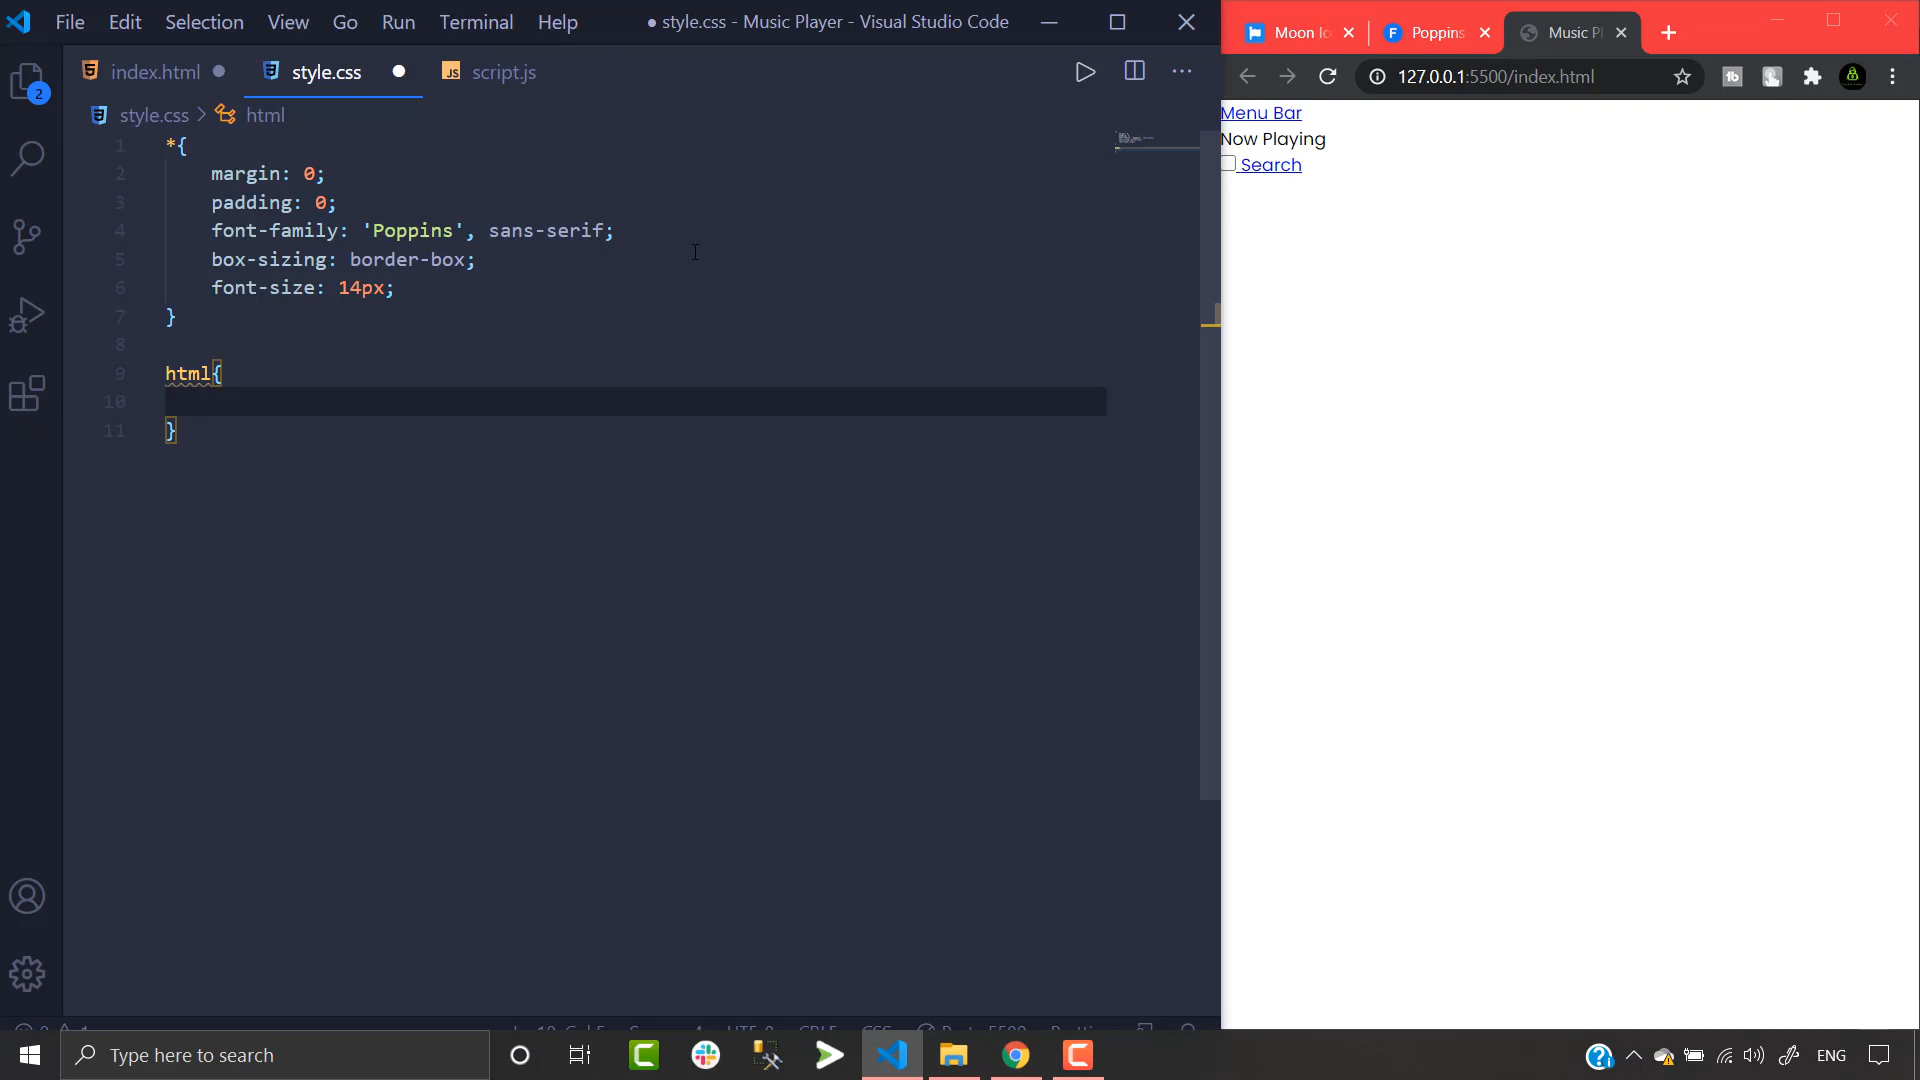 File Edit Selection View Go Run Terminal Help
● style.css - Music Player - Visual Studio Code
index.html ● style.css ● JS script.js
style.css > html
1 *{
2 margin: 0;
3 padding: 0;
4 font-family: 'Poppins', sans-serif;
5 box-sizing: border-box;
6 font-size: 14px;
7 }
8
9 html{
10
11 }
2
Moon Ic
F Poppins
Music Pl
127.0.0.1:5500/index.html
Menu Bar
Now Playing
Search
Type here to search
ENG